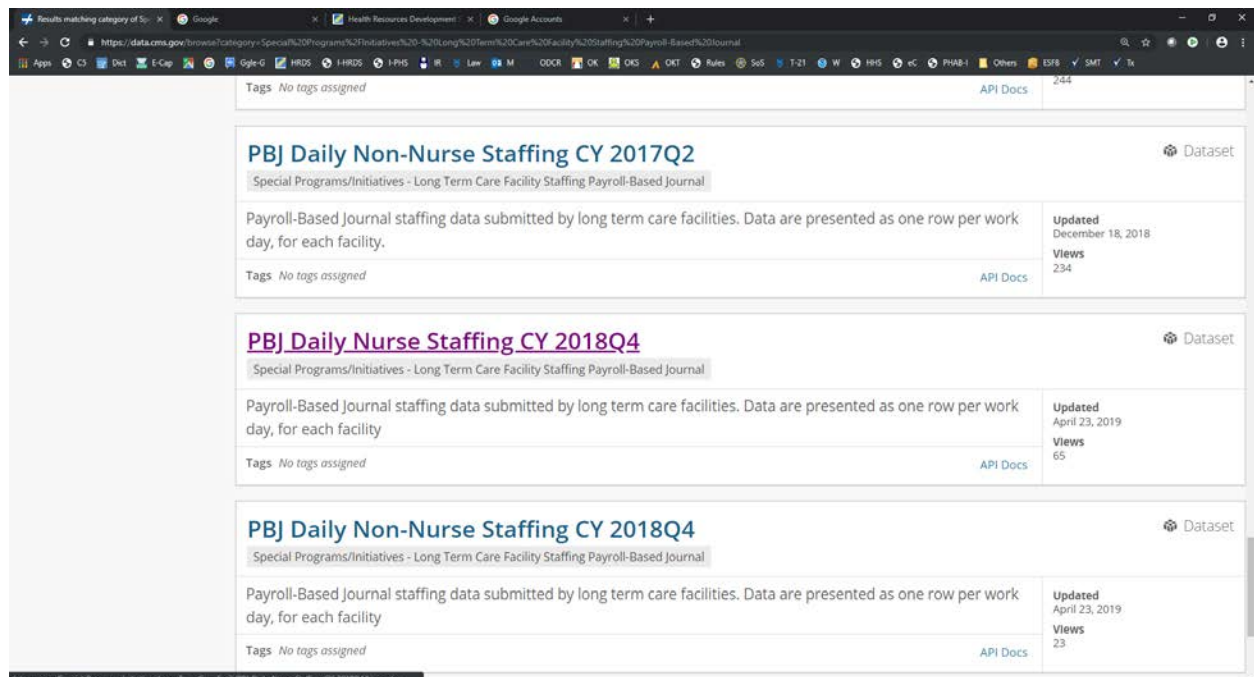 Results matching category of Sp
Google
Health Resources Development
Google Accounts
https://data.cms.gov/browse?category=Special%20Programs%2FInitiatives%20-%20Long%20Term%20Care%20Facility%20Staffing%20Payroll-Based%20Journal
Apps CS Dict E-Cap Ggle-G HRDS I-HRDS I-PHS IR Law M ODCR OK OKS OKT Rules SoS T-21 W HHS eC PHAB-I Others ESFB SMT Tx
Tags No tags assigned
API Docs
244
PBJ Daily Non-Nurse Staffing CY 2017Q2
Dataset
Special Programs/Initiatives - Long Term Care Facility Staffing Payroll-Based Journal
Payroll-Based Journal staffing data submitted by long term care facilities. Data are presented as one row per work
day, for each facility.
Updated
December 18, 2018
Views
234
Tags No tags assigned
API Docs
PBJ Daily Nurse Staffing CY 2018Q4
Dataset
Special Programs/Initiatives - Long Term Care Facility Staffing Payroll-Based Journal
Payroll-Based Journal staffing data submitted by long term care facilities. Data are presented as one row per work
day, for each facility
Updated
April 23, 2019
Views
65
Tags No tags assigned
API Docs
PBJ Daily Non-Nurse Staffing CY 2018Q4
Dataset
Special Programs/Initiatives - Long Term Care Facility Staffing Payroll-Based Journal
Payroll-Based Journal staffing data submitted by long term care facilities. Data are presented as one row per work
day, for each facility
Updated
April 23, 2019
Views
23
Tags No tags assigned
API Docs